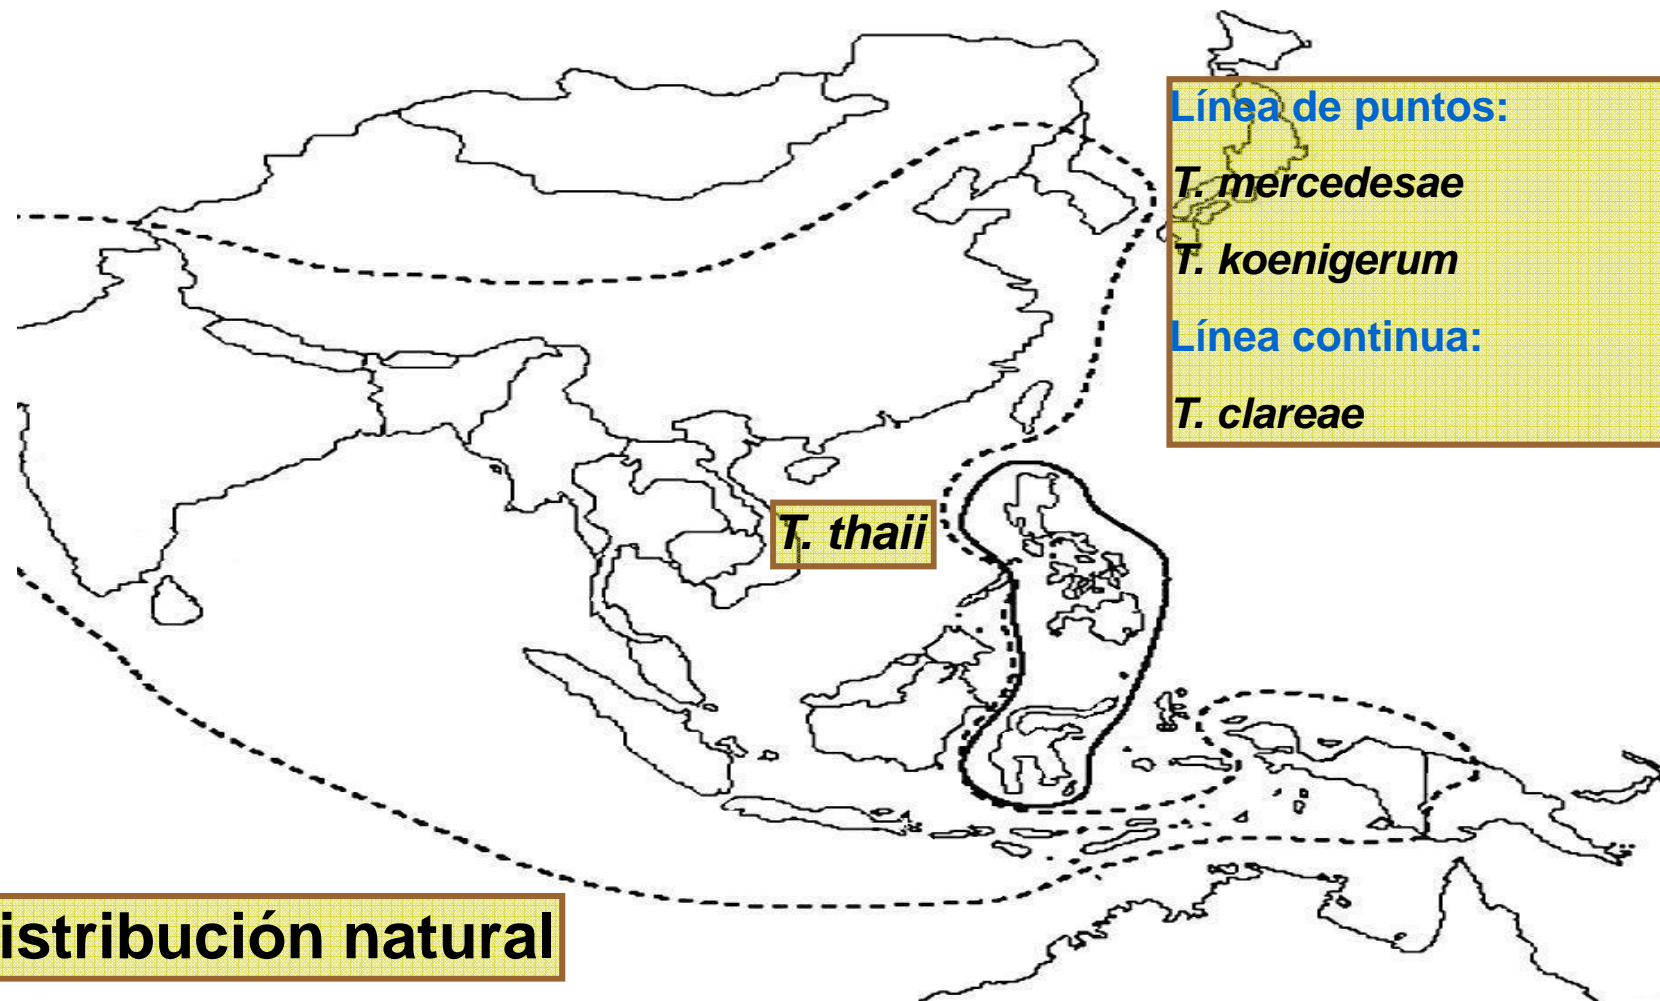 Línea de puntos:
T. mercedesae
T. koenigerum
Línea continua:
T. clareae
T. thaii
istribución natural